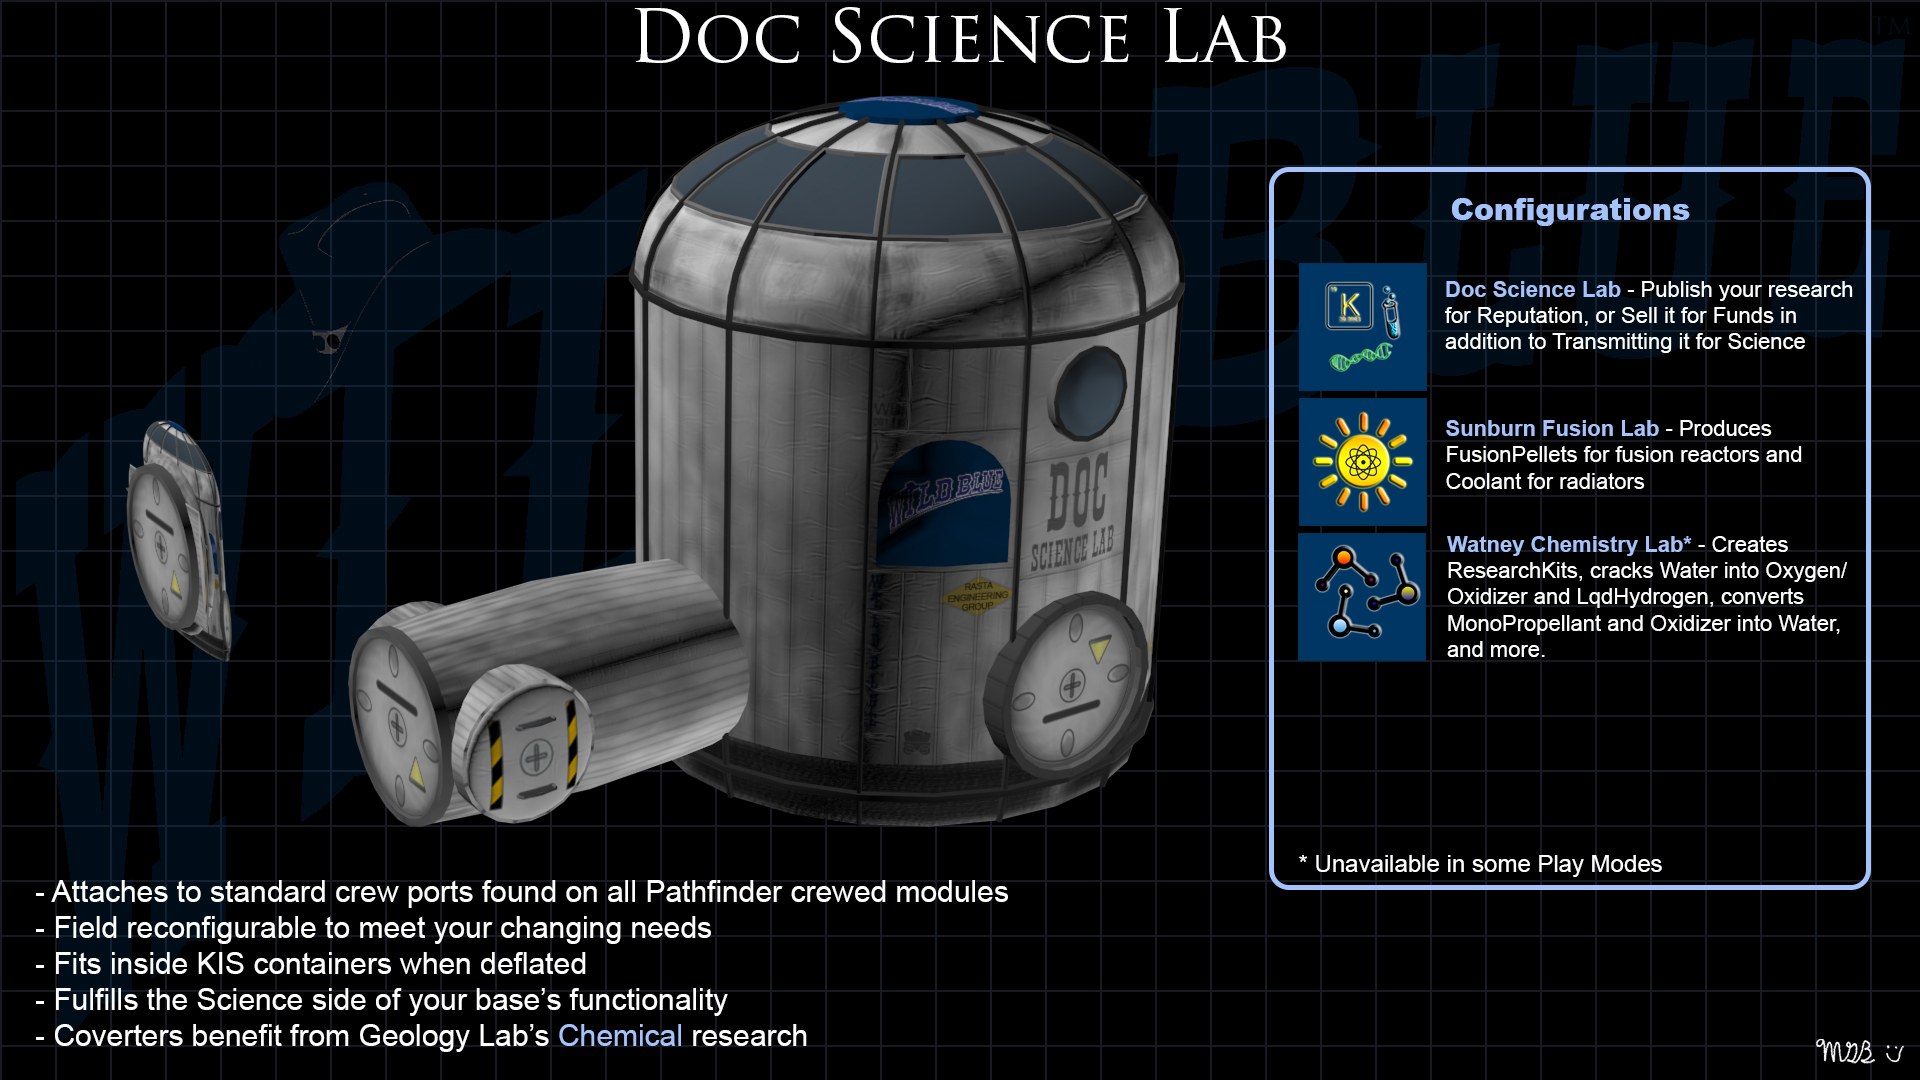 DOC SCIENCE LAB
TM
WILD BLUE
Configurations
K
Doc Science Lab - Publish your research
for Reputation, or Sell it for Funds in
addition to Transmitting it for Science
Sunburn Fusion Lab - Produces
FusionPellets for fusion reactors and
Coolant for radiators
Watney Chemistry Lab* - Creates
ResearchKits, cracks Water into Oxygen/
Oxidizer and LqdHydrogen, converts
MonoPropellant and Oxidizer into Water,
and more.
* Unavailable in some Play Modes
WILD BLUE
DOC
SCIENCE LAB
RASTA
ENGINEERING
GROUP
- Attaches to standard crew ports found on all Pathfinder crewed modules
- Field reconfigurable to meet your changing needs
- Fits inside KIS containers when deflated
- Fulfills the Science side of your base’s functionality
- Coverters benefit from Geology Lab’s Chemical research